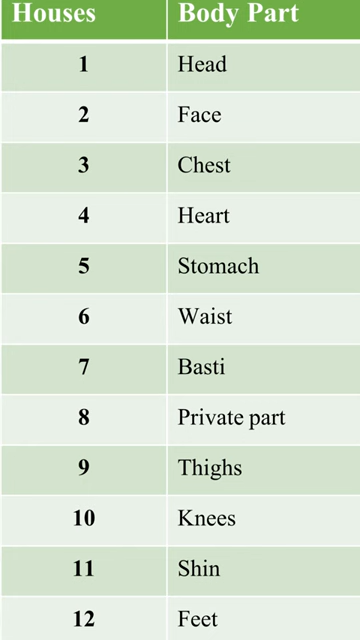 Houses Body Part
1 Head
2 Face
3 Chest
4 Heart
5 Stomach
6 Waist
7 Basti
8 Private part
9 Thighs
10 Knees
11 Shin
12 Feet